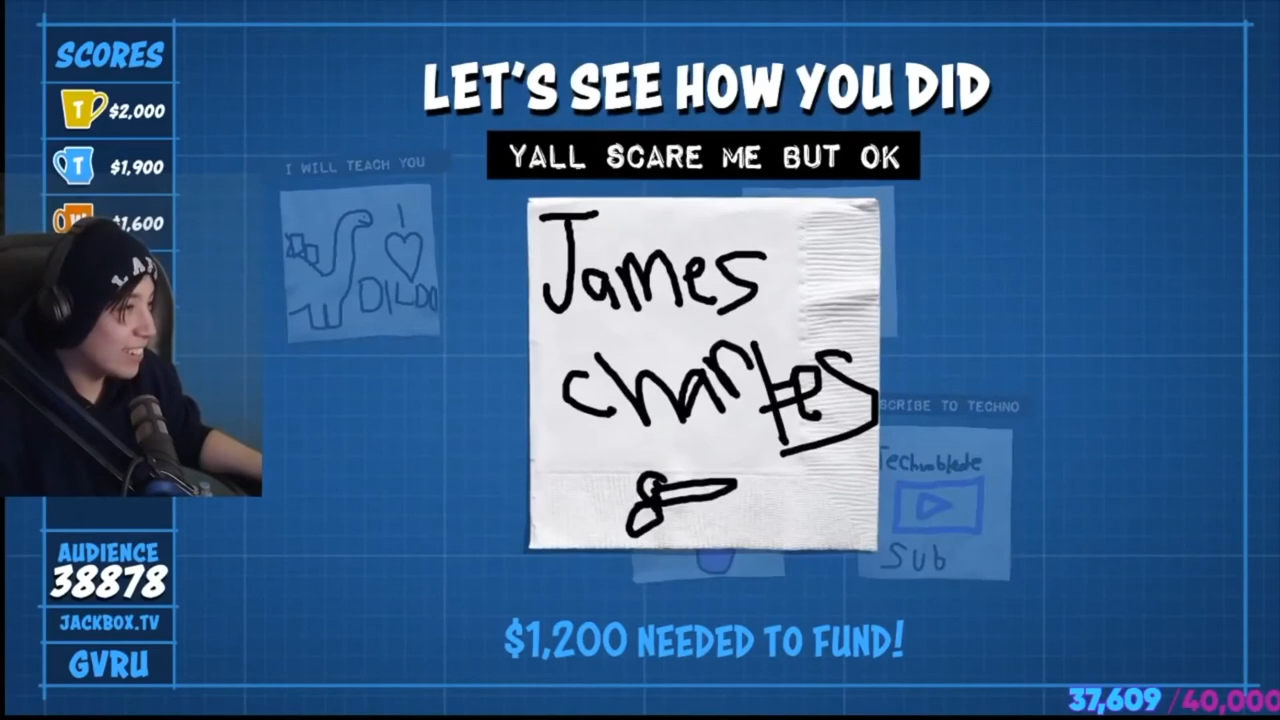 SCORES
T $2,000
T $1,900
$1,600
AUDIENCE
38878
JACKBOX.TV
GVRU
LET'S SEE HOW YOU DID
YALL SCARE ME BUT OK
James
charles
I WILL TEACH YOU
I
DILDO
SCRIBE TO TECHNO
Technoblade
Sub
$1,200 NEEDED TO FUND!
37,609 /40,000